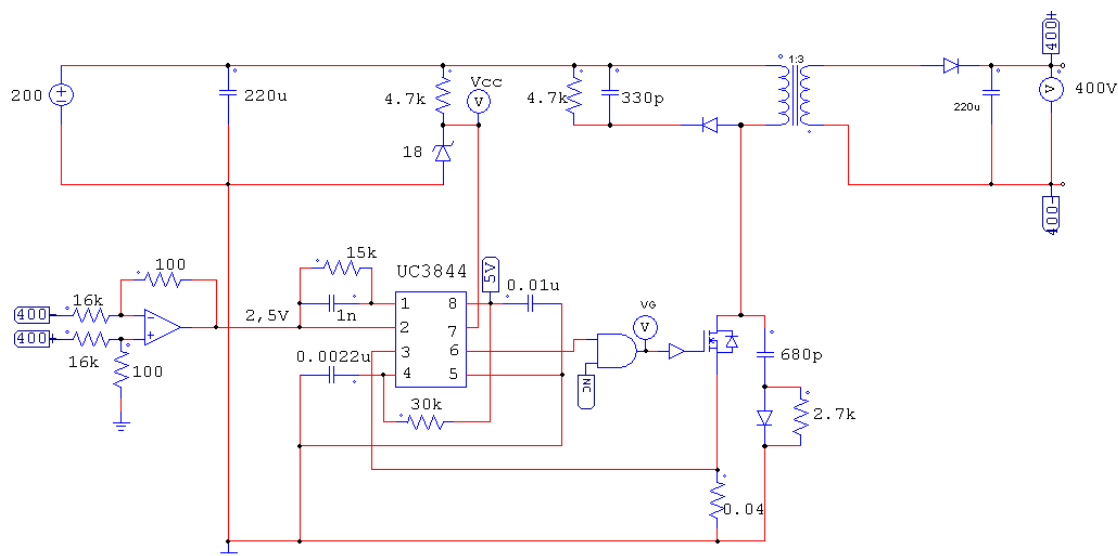 400+
1:3
Vcc
V
200
220u
4.7k
4.7k
330p
220u
V
400V
18
400-
100
15k
UC3844
5V
0.01u
400-
16k
2,5V
1n
1
8
VG
V
400+
2
7
16k
100
3
6
0.0022u
4
5
NC
680p
30k
2.7k
0.04